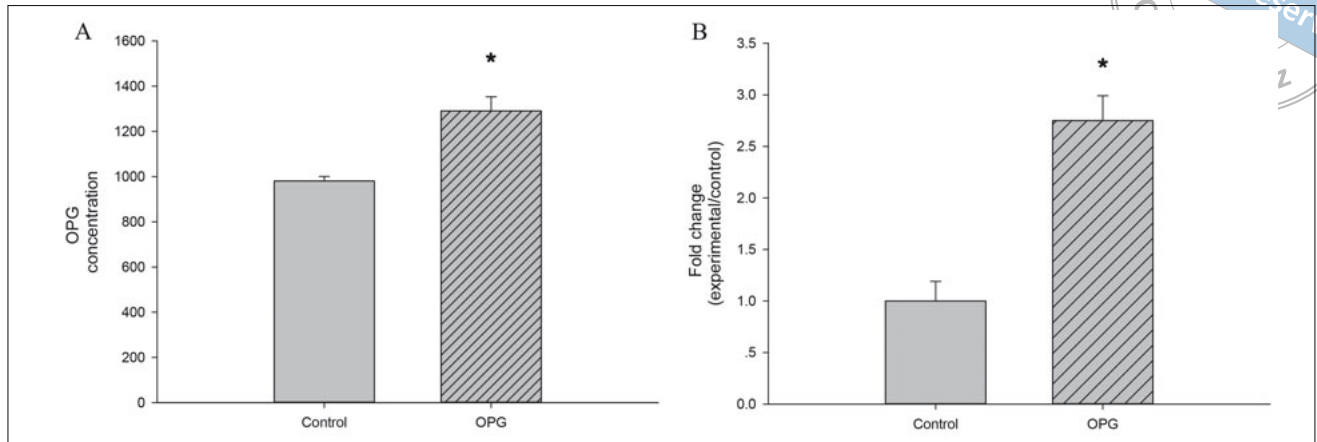 A
1600
1400
1200
1000
800
600
400
200
0
OPG
concentration
*
Control
OPG
B
3.5
3.0
2.5
2.0
1.5
1.0
.5
0.0
Fold change
(experimental/control)
*
Control
OPG